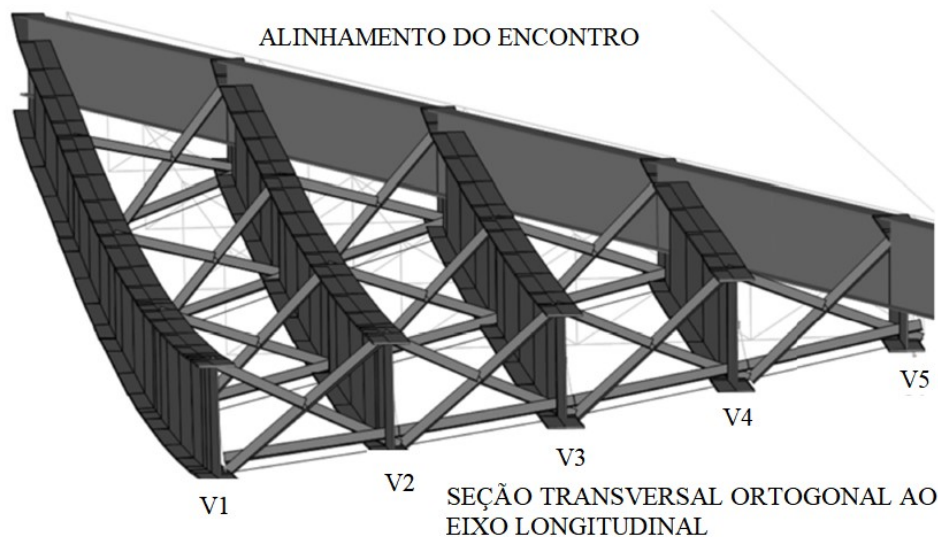 ALINHAMENTO DO ENCONTRO
V5
V4
V3
V2
V1
SEÇÃO TRANSVERSAL ORTOGONAL AO
EIXO LONGITUDINAL